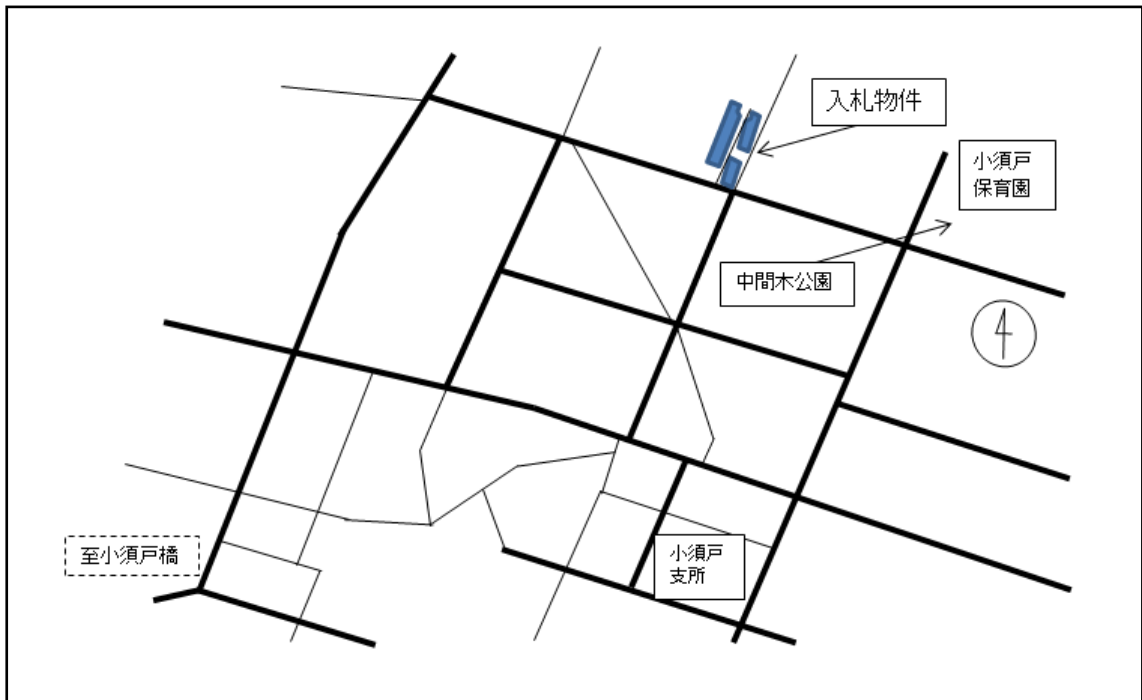 入札物件
小須戸
保育園
中間木公園
至小須戸橋
小須戸
支所